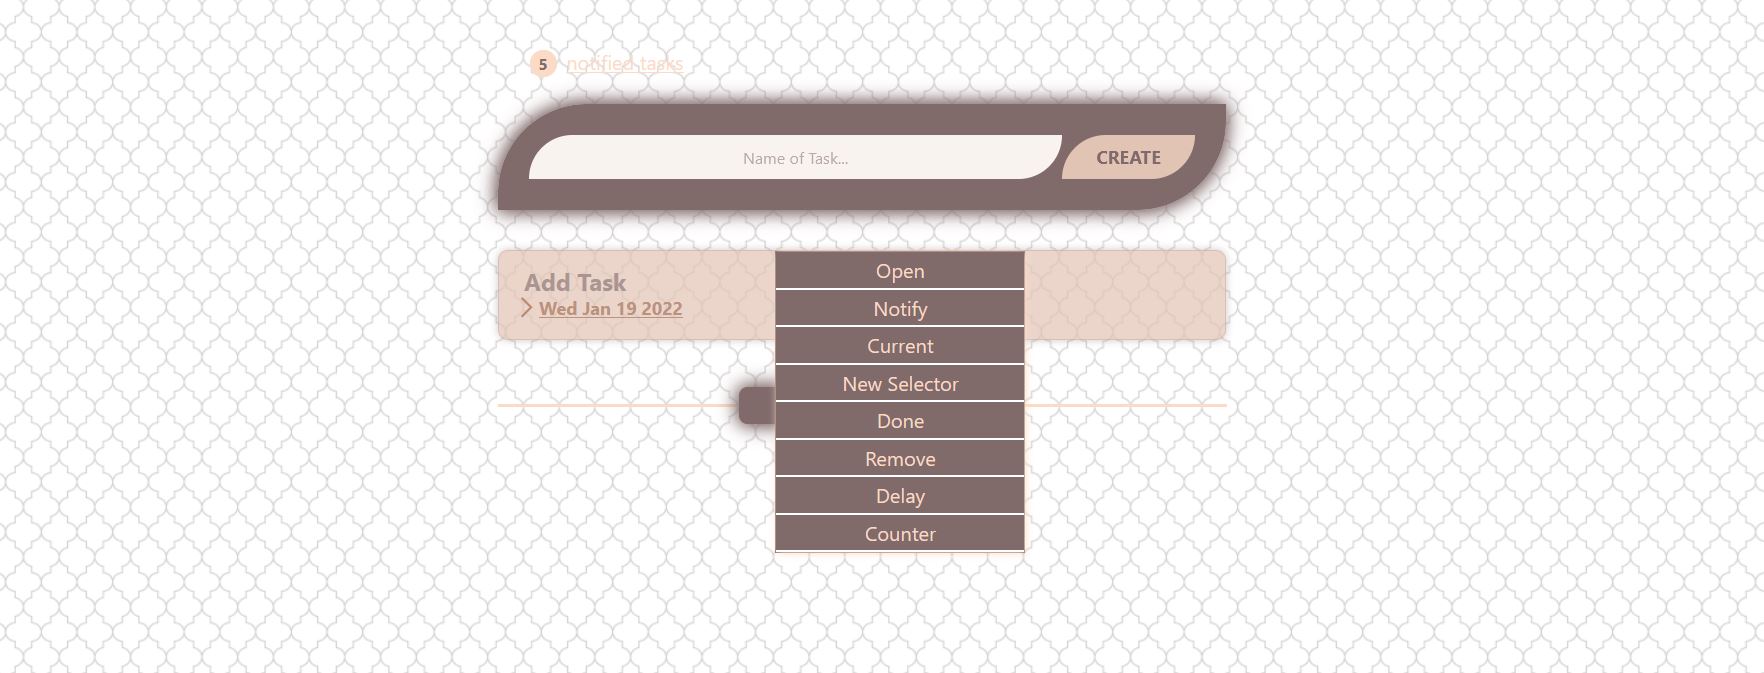 5 notified tasks
Name of Task...
CREATE
Add Task
Wed Jan 19 2022
Open
Notify
Current
New Selector
Done
Remove
Delay
Counter